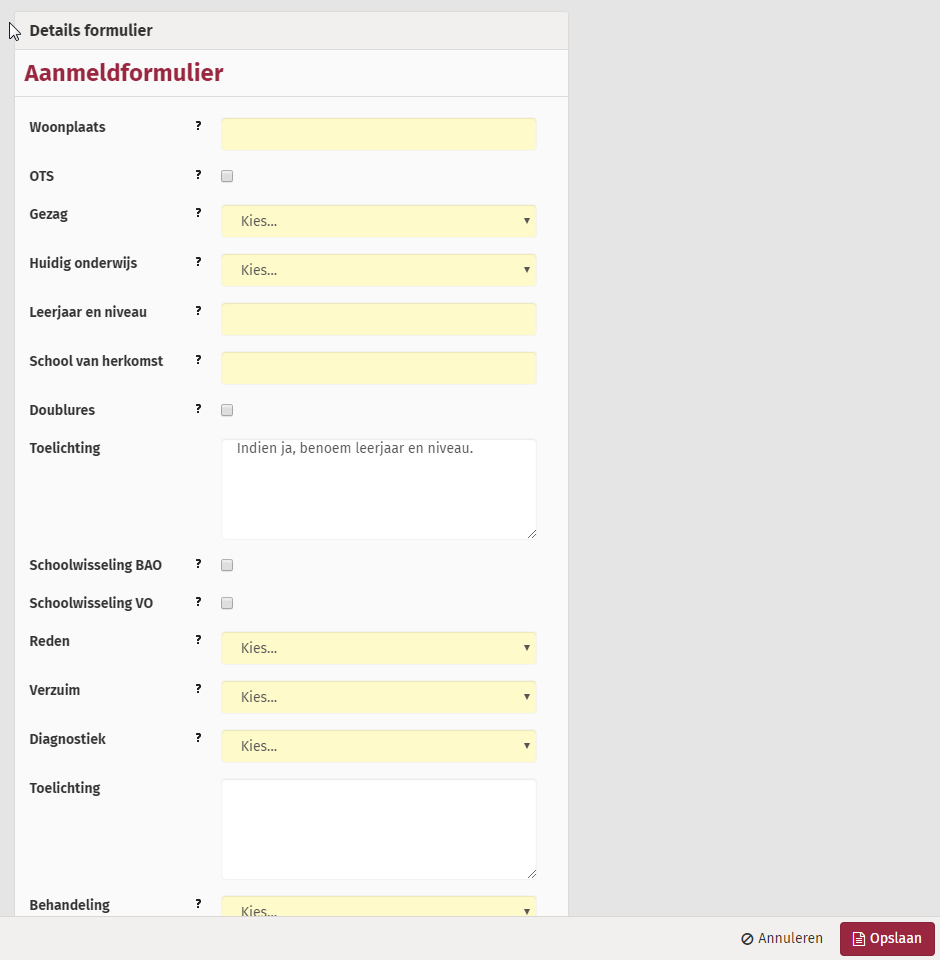 Details formulier
Aanmeldformulier
Woonplaats ?
OTS ?
Gezag ? Kies...
Huidig onderwijs ? Kies...
Leerjaar en niveau ?
School van herkomst ?
Doublures ?
Toelichting Indien ja, benoem leerjaar en niveau.
Schoolwisseling BAO ?
Schoolwisseling VO ?
Reden ? Kies...
Verzuim ? Kies...
Diagnostiek ? Kies...
Toelichting
Behandeling ? Kies...
Annuleren Opslaan